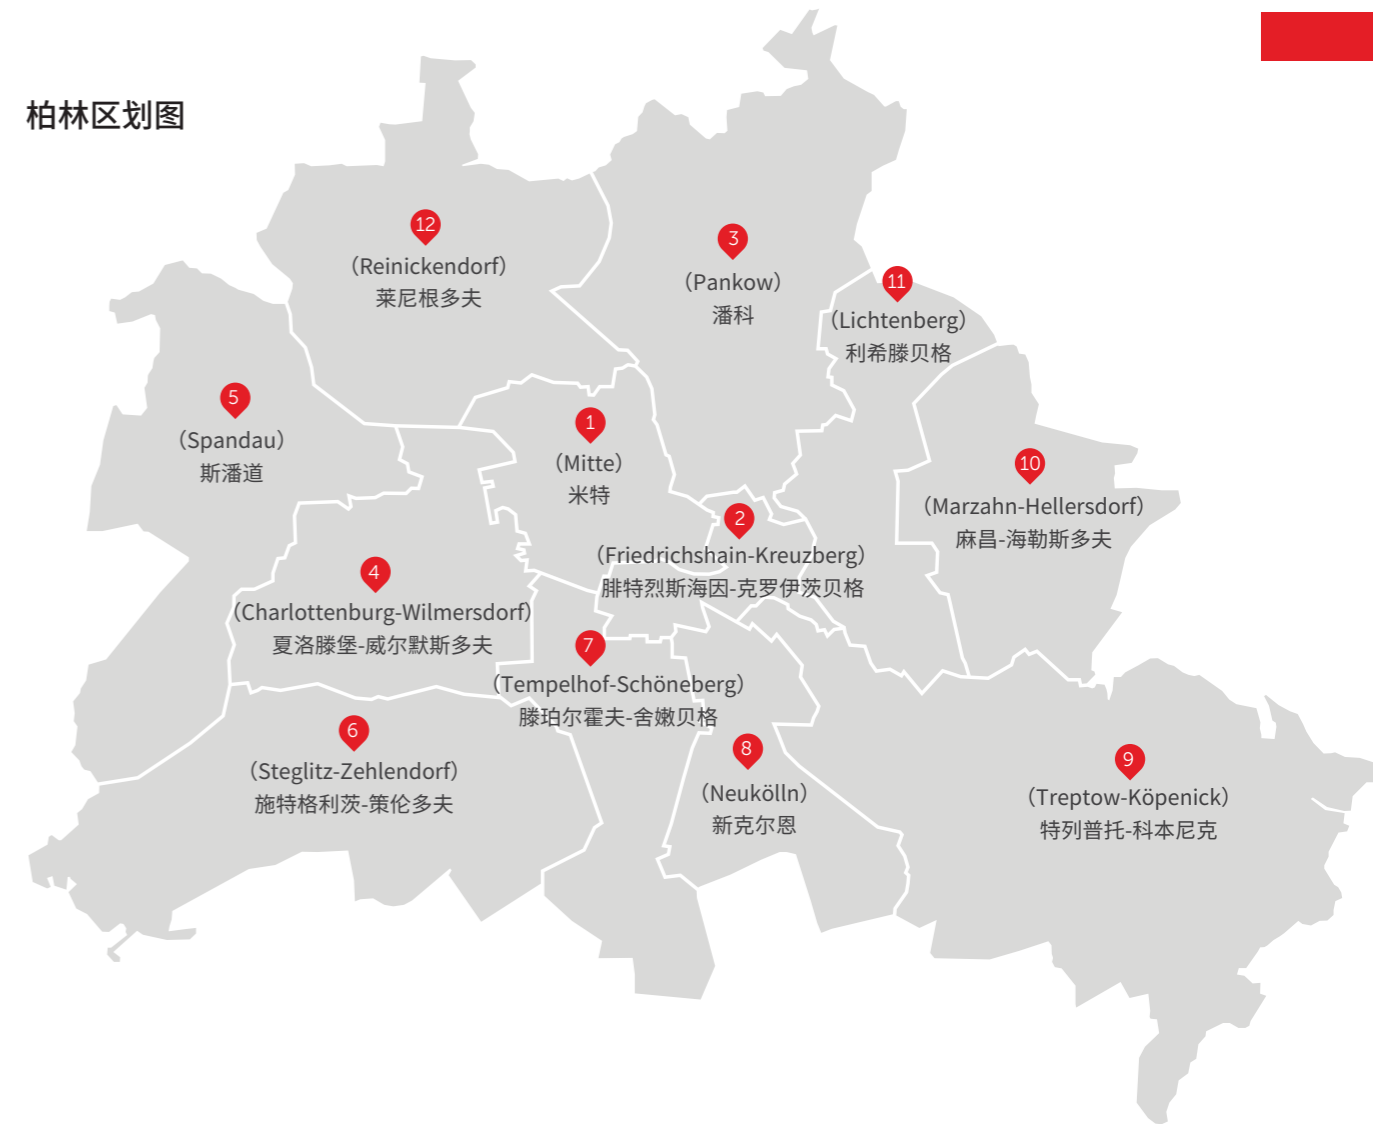 柏林区划图
12
(Reinickendorf)
莱尼根多夫
3
(Pankow)
潘科
11
(Lichtenberg)
利希滕贝格
5
(Spandau)
斯潘道
1
(Mitte)
米特
10
(Marzahn-Hellersdorf)
麻昌-海勒斯多夫
2
(Friedrichshain-Kreuzberg)
腓特烈斯海因-克罗伊茨贝格
4
(Charlottenburg-Wilmersdorf)
夏洛滕堡-威尔默斯多夫
7
(Tempelhof-Schöneberg)
滕珀尔霍夫-舍嫩贝格
6
(Steglitz-Zehlendorf)
施特格利茨-策伦多夫
8
(Neukölln)
新克尔恩
9
(Treptow-Köpenick)
特列普托-科本尼克